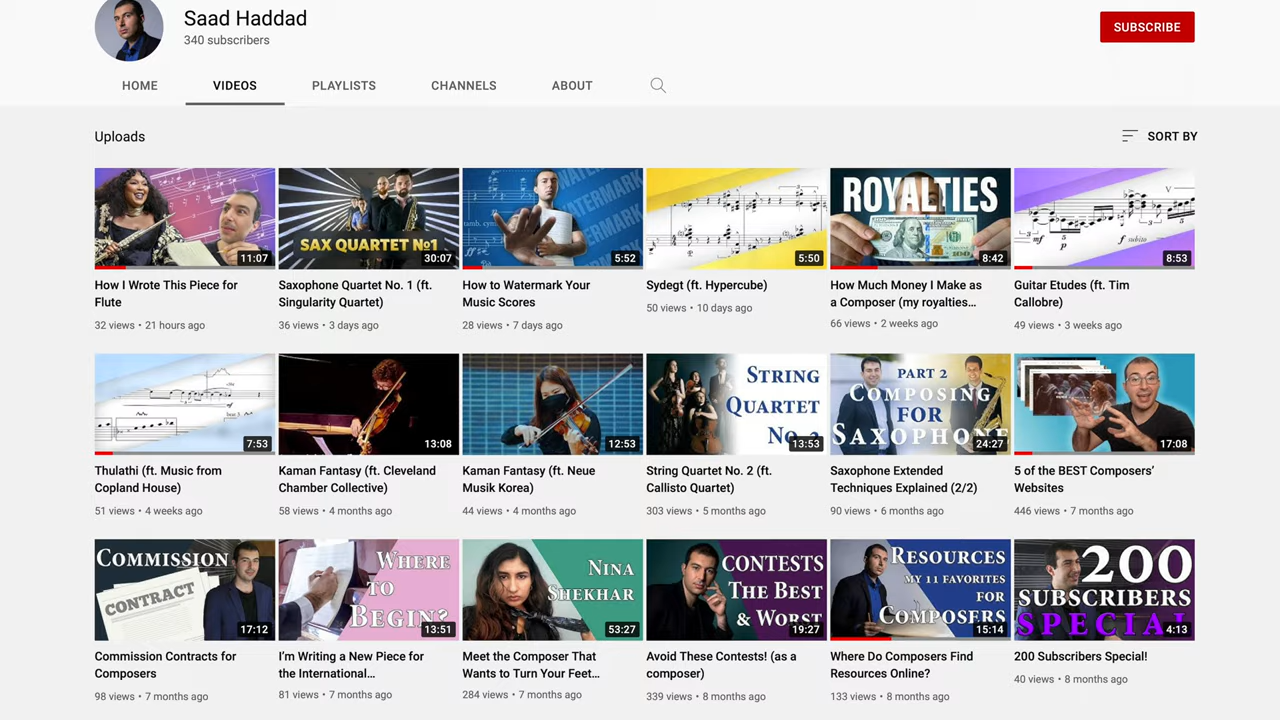 Saad Haddad
340 subscribers
SUBSCRIBE
HOME VIDEOS PLAYLISTS CHANNELS ABOUT
Uploads
SORT BY
11:07
SAX QUARTET №1
30:07
WATERMARK
5:52
5:50
ROYALTIES
8:42
8:53
How I Wrote This Piece for
Flute
32 views • 21 hours ago
Saxophone Quartet No. 1 (ft.
Singularity Quartet)
36 views • 3 days ago
How to Watermark Your
Music Scores
28 views • 7 days ago
Sydegt (ft. Hypercube)
50 views • 10 days ago
How Much Money I Make as
a Composer (my royalties...
66 views • 2 weeks ago
Guitar Etudes (ft. Tim
Callobre)
49 views • 3 weeks ago
7:53
13:08
12:53
STRING
QUARTET
No.
13:53
PART 2
COMPOSING
FOR
SAXOPHONE
24:27
17:08
Thulathi (ft. Music from
Copland House)
51 views • 4 weeks ago
Kaman Fantasy (ft. Cleveland
Chamber Collective)
58 views • 4 months ago
Kaman Fantasy (ft. Neue
Musik Korea)
44 views • 4 months ago
String Quartet No. 2 (ft.
Callisto Quartet)
303 views • 5 months ago
Saxophone Extended
Techniques Explained (2/2)
90 views • 6 months ago
5 of the BEST Composers’
Websites
446 views • 7 months ago
COMMISSION
CONTRACT
17:12
WHERE
TO
BEGIN?
13:51
NINA
SHEKHAR
53:27
CONTESTS
THE BEST
& WORST
19:27
RESOURCES
MY 11 FAVORITES
FOR
COMPOSERS
15:14
200
SUBSCRIBERS
SPECIAL
4:13
Commission Contracts for
Composers
98 views • 7 months ago
I’m Writing a New Piece for
the International...
81 views • 7 months ago
Meet the Composer That
Wants to Turn Your Feet...
284 views • 7 months ago
Avoid These Contests! (as a
composer)
339 views • 8 months ago
Where Do Composers Find
Resources Online?
133 views • 8 months ago
200 Subscribers Special!
40 views • 8 months ago